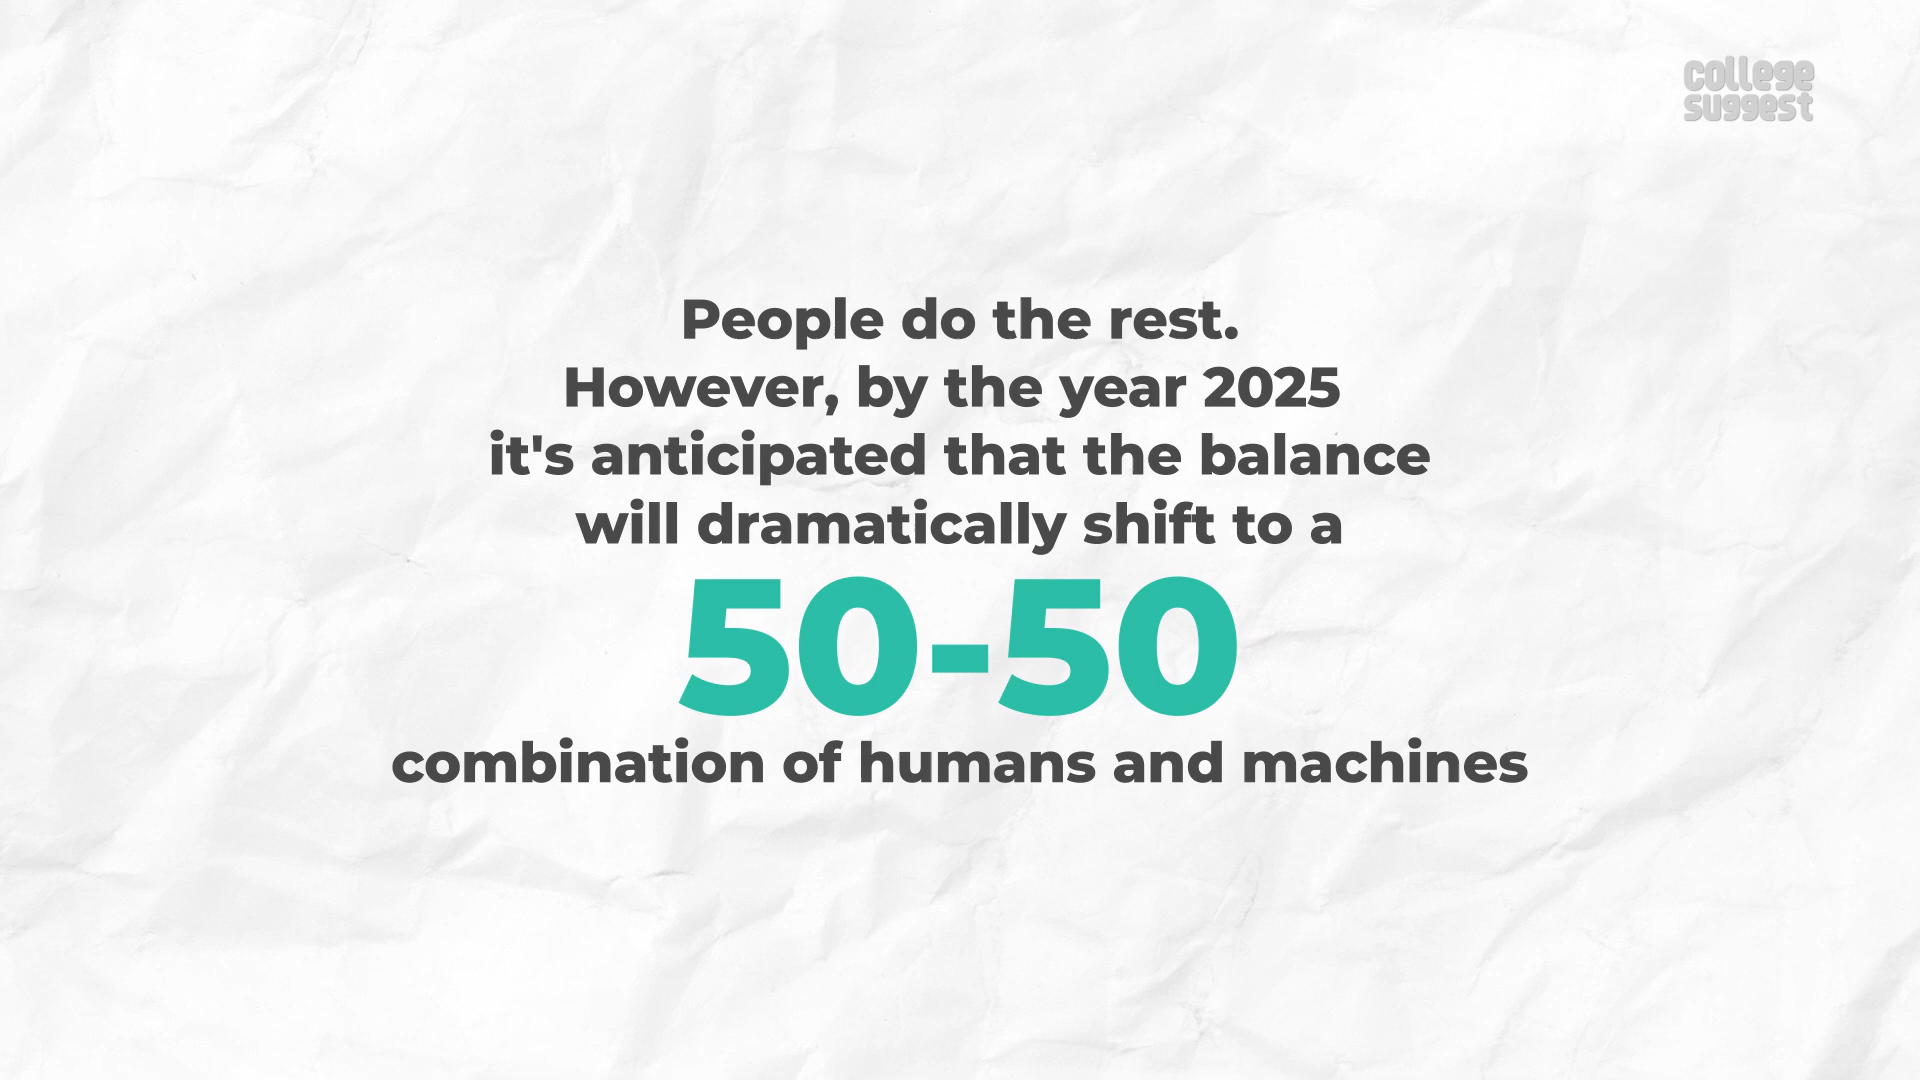 college
suggest
People do the rest.
However, by the year 2025
it's anticipated that the balance
will dramatically shift to a
50-50
combination of humans and machines